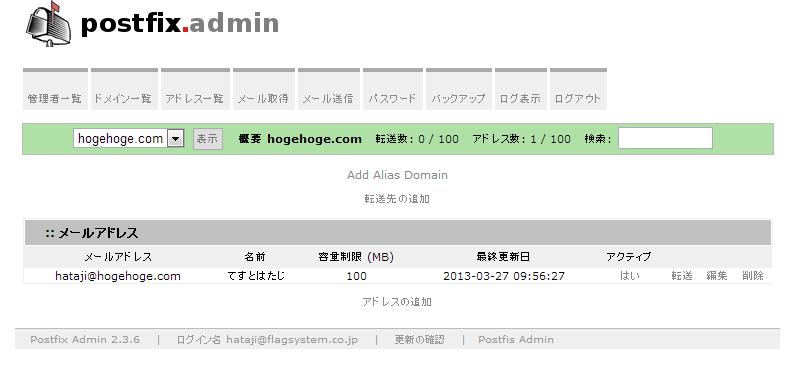 postfix.admin
管理者一覧 ドメイン一覧 アドレス一覧 メール取得 メール送信 パスワード バックアップ ログ表示 ログアウト
hogehoge.com 表示 概要 hogehoge.com 転送数: 0 / 100 アドレス数: 1 / 100 検索:
Add Alias Domain
転送先の追加
:: メールアドレス
メールアドレス 名前 容量制限 (MB) 最終更新日 アクティブ
hataji@hogehoge.com てすとはたじ 100 2013-03-27 09:56:27 はい 転送 編集 削除
アドレスの追加
Postfix Admin 2.3.6 | ログイン名 hataji@flagsystem.co.jp | 更新の確認 | Postfis Admin